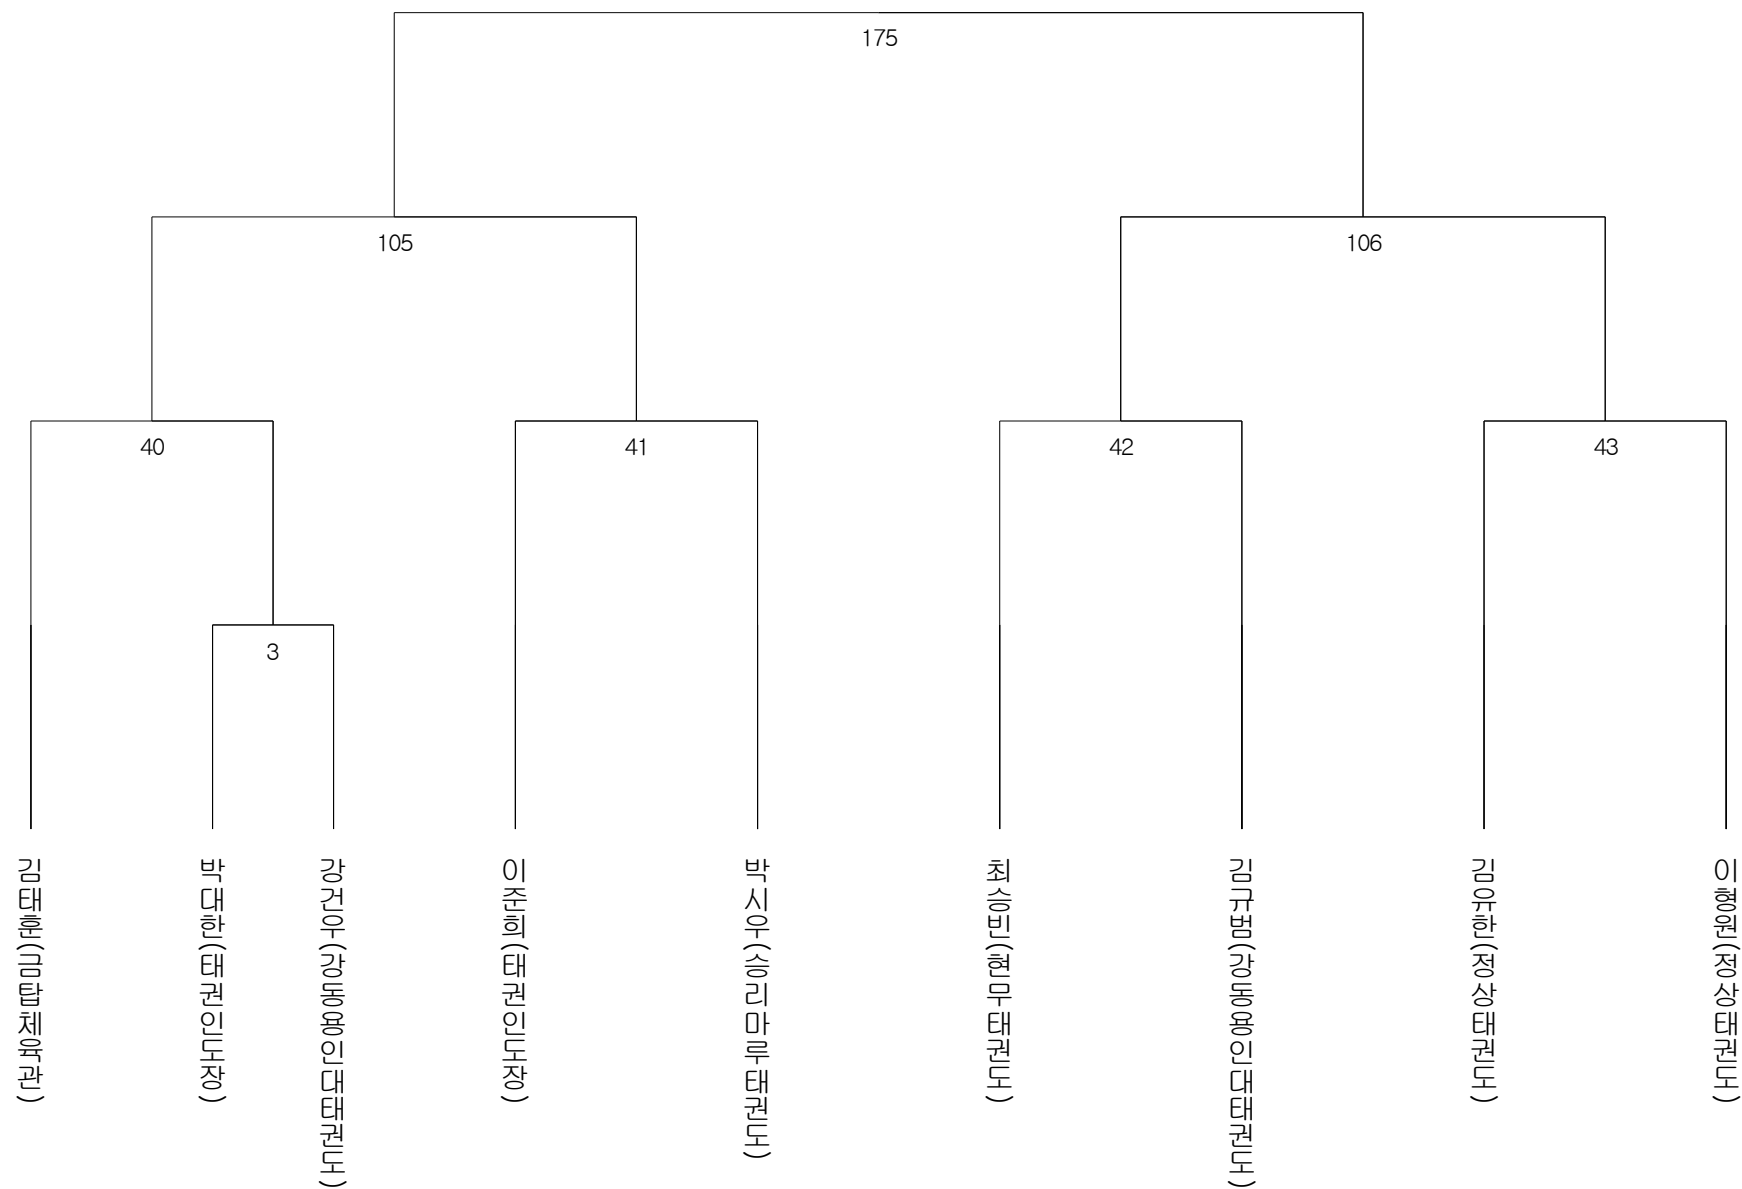 175
105
106
40
41
42
43
3
김태훈(금탑체육관)
박대한(태권인도장)
강건우(강동용인대태권도)
이준희(태권인도장)
박시우(승리마루태권도)
최승빈(현무태권도)
김규범(강동용인대태권도)
김유한(정상태권도)
이형원(정상태권도)